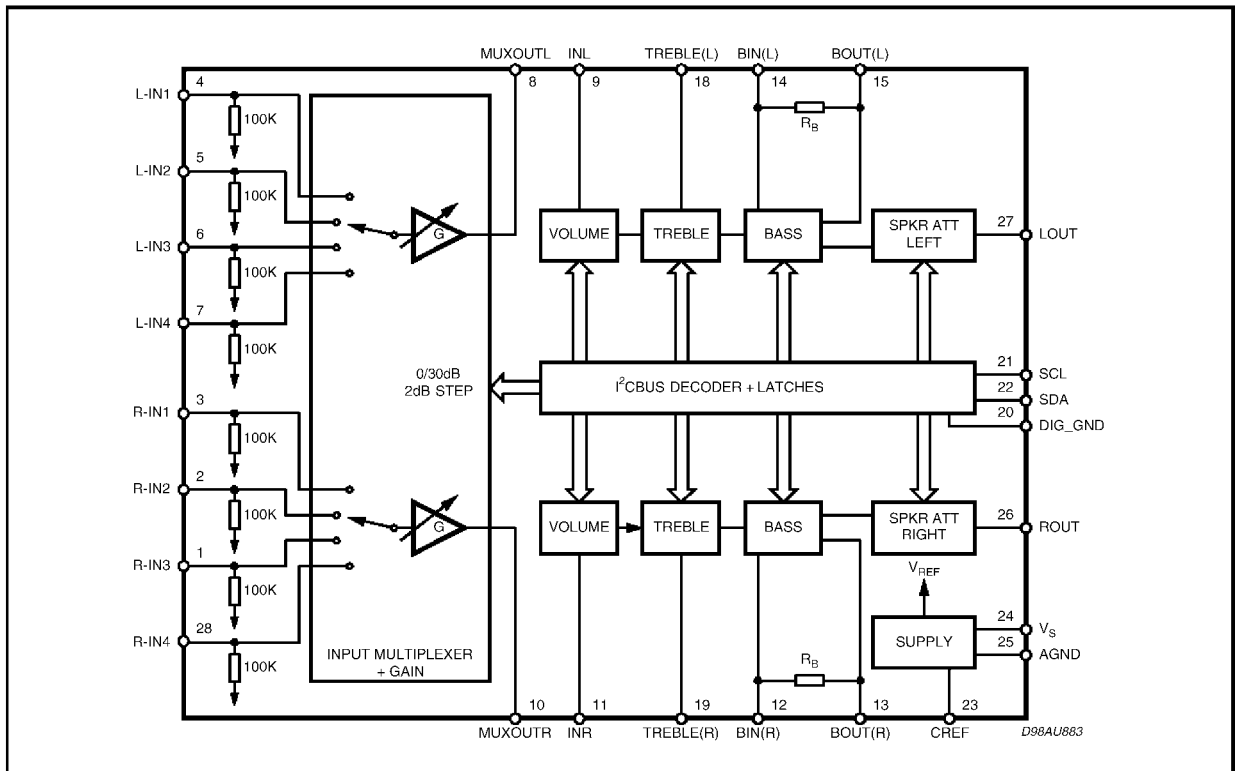 MUXOUTL INL TREBLE(L) BIN(L) BOUT(L)
8 9 18 14 15
L-IN1 4
100K
L-IN2 5
100K
L-IN3 6
100K
L-IN4 7
100K
G
R_B
VOLUME TREBLE BASS SPKR ATT LEFT 27 LOUT
0/30dB
2dB STEP
I²CBUS DECODER + LATCHES
21 SCL
22 SDA
20 DIG_GND
R-IN1 3
100K
R-IN2 2
100K
R-IN3 1
100K
R-IN4 28
100K
G
VOLUME TREBLE BASS SPKR ATT RIGHT 26 ROUT
V_REF
SUPPLY
24 V_S
25 AGND
INPUT MULTIPLEXER
+ GAIN
R_B
10 11 19 12 13 23
MUXOUTR INR TREBLE(R) BIN(R) BOUT(R) CREF
D98AU883